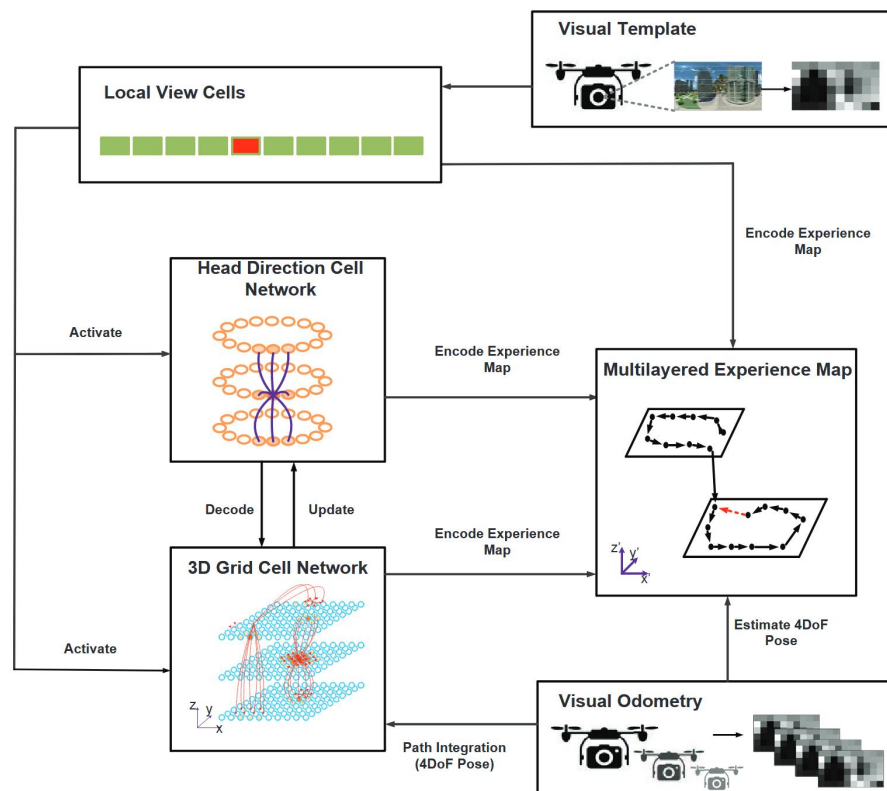 Visual Template
Local View Cells
Encode Experience
Map
Head Direction Cell
Network
Activate
Encode Experience
Map
Multilayered Experience Map
Decode
Update
Encode Experience
Map
3D Grid Cell Network
z'
y'
x'
Activate
Estimate 4DoF
Pose
z
y
x
Visual Odometry
Path Integration
(4DoF Pose)